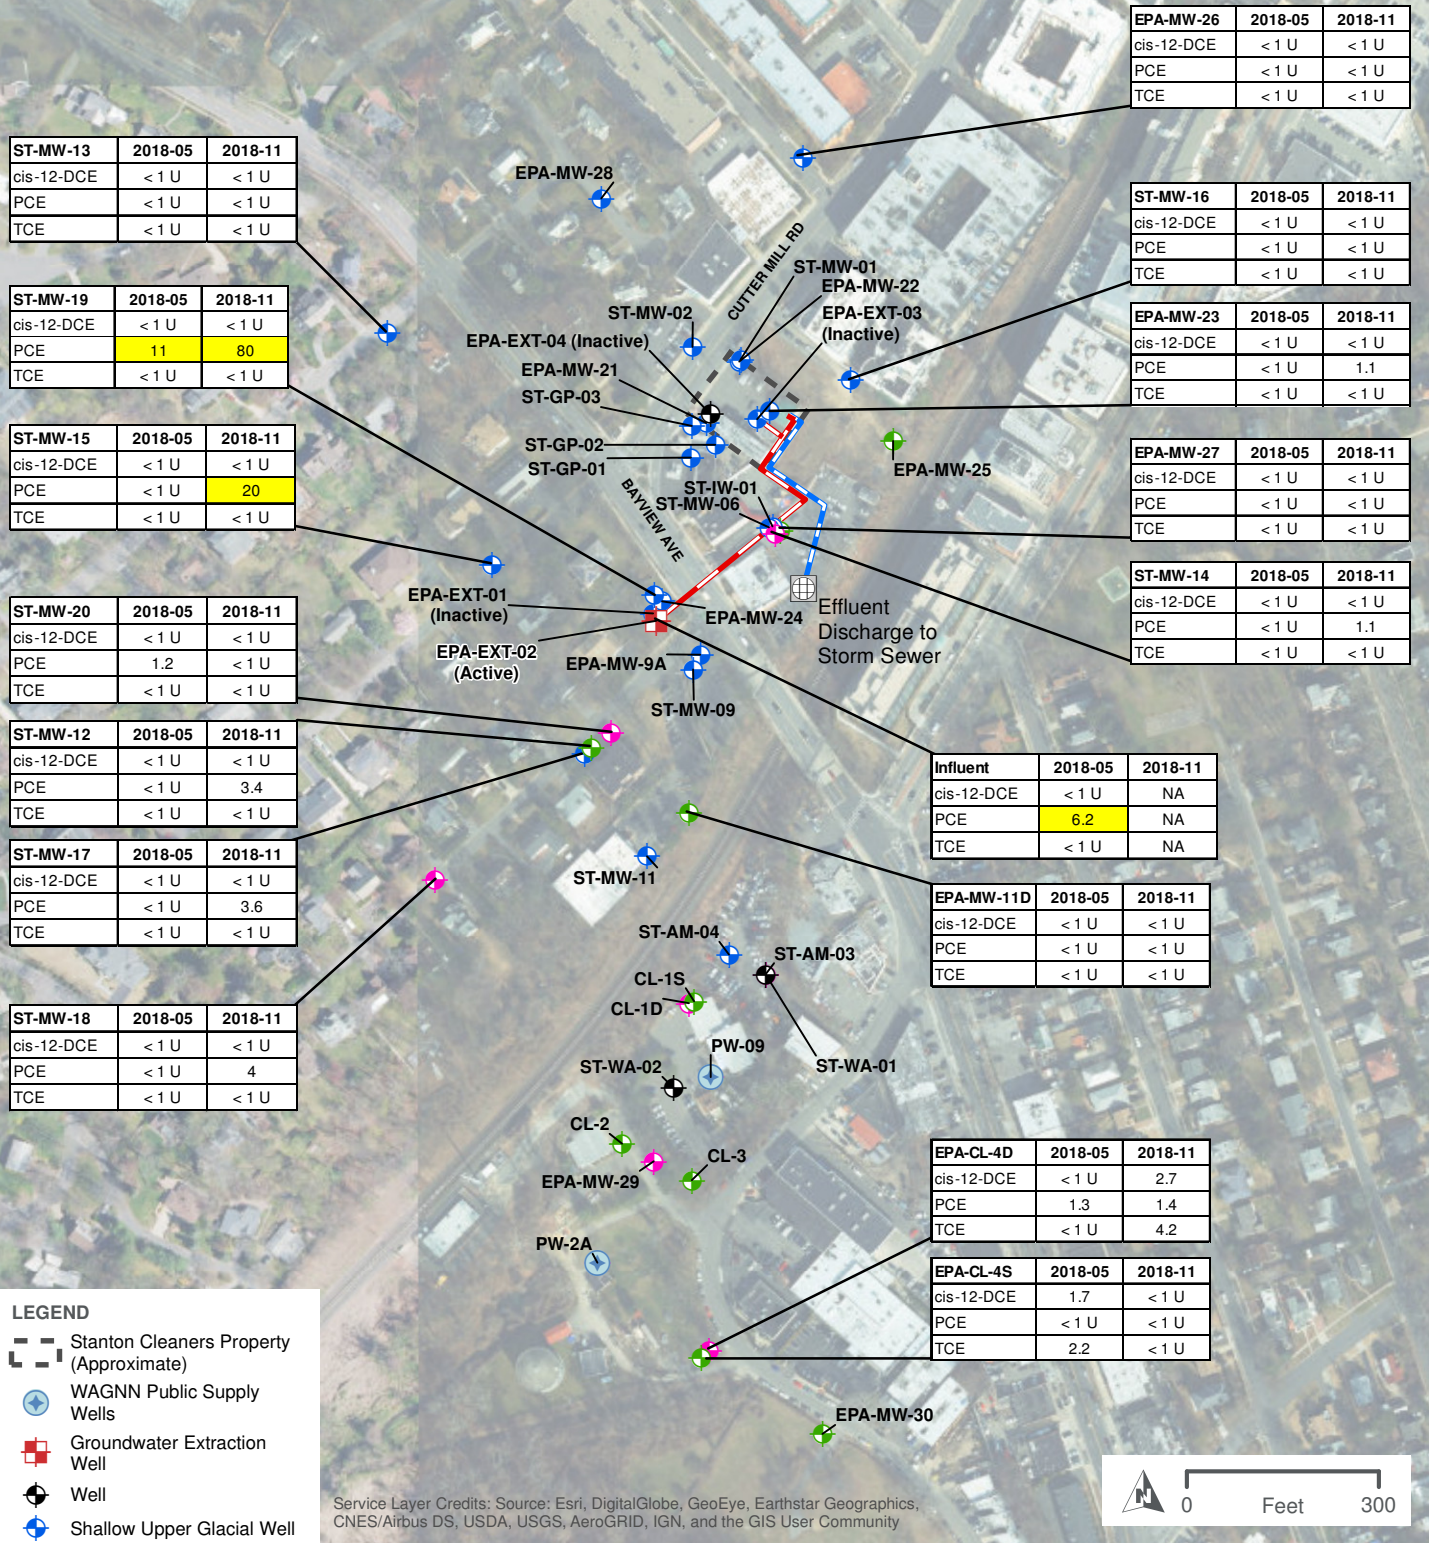 EPA-MW-26 2018-05 2018-11
cis-12-DCE < 1 U < 1 U
PCE < 1 U < 1 U
TCE < 1 U < 1 U
ST-MW-13 2018-05 2018-11
cis-12-DCE < 1 U < 1 U
PCE < 1 U < 1 U
TCE < 1 U < 1 U
EPA-MW-28
ST-MW-16 2018-05 2018-11
cis-12-DCE < 1 U < 1 U
PCE < 1 U < 1 U
TCE < 1 U < 1 U
CUTTER MILL RD
ST-MW-01
EPA-MW-22
EPA-EXT-03
(Inactive)
ST-MW-02
EPA-EXT-04 (Inactive)
EPA-MW-21
ST-GP-03
ST-GP-02
ST-GP-01
ST-MW-19 2018-05 2018-11
cis-12-DCE < 1 U < 1 U
PCE 11 80
TCE < 1 U < 1 U
EPA-MW-23 2018-05 2018-11
cis-12-DCE < 1 U < 1 U
PCE < 1 U 1.1
TCE < 1 U < 1 U
ST-MW-15 2018-05 2018-11
cis-12-DCE < 1 U < 1 U
PCE < 1 U 20
TCE < 1 U < 1 U
EPA-MW-25
ST-IW-01
ST-MW-06
BAYVIEW AVE
EPA-MW-27 2018-05 2018-11
cis-12-DCE < 1 U < 1 U
PCE < 1 U < 1 U
TCE < 1 U < 1 U
ST-MW-14 2018-05 2018-11
cis-12-DCE < 1 U < 1 U
PCE < 1 U 1.1
TCE < 1 U < 1 U
EPA-EXT-01
(Inactive)
EPA-MW-24
Effluent
Discharge to
Storm Sewer
EPA-EXT-02
(Active)
EPA-MW-9A
ST-MW-09
ST-MW-20 2018-05 2018-11
cis-12-DCE < 1 U < 1 U
PCE 1.2 < 1 U
TCE < 1 U < 1 U
ST-MW-12 2018-05 2018-11
cis-12-DCE < 1 U < 1 U
PCE < 1 U 3.4
TCE < 1 U < 1 U
Influent 2018-05 2018-11
cis-12-DCE < 1 U NA
PCE 6.2 NA
TCE < 1 U NA
ST-MW-17 2018-05 2018-11
cis-12-DCE < 1 U < 1 U
PCE < 1 U 3.6
TCE < 1 U < 1 U
ST-MW-11
EPA-MW-11D 2018-05 2018-11
cis-12-DCE < 1 U < 1 U
PCE < 1 U < 1 U
TCE < 1 U < 1 U
ST-AM-04
ST-AM-03
CL-1S
CL-1D
ST-MW-18 2018-05 2018-11
cis-12-DCE < 1 U < 1 U
PCE < 1 U 4
TCE < 1 U < 1 U
PW-09
ST-WA-02
ST-WA-01
CL-2
CL-3
EPA-MW-29
PW-2A
EPA-CL-4D 2018-05 2018-11
cis-12-DCE < 1 U 2.7
PCE 1.3 1.4
TCE < 1 U 4.2
EPA-CL-4S 2018-05 2018-11
cis-12-DCE 1.7 < 1 U
PCE < 1 U < 1 U
TCE 2.2 < 1 U
EPA-MW-30
LEGEND
Stanton Cleaners Property
(Approximate)
WAGNN Public Supply
Wells
Groundwater Extraction
Well
Well
Shallow Upper Glacial Well
Service Layer Credits: Source: Esri, DigitalGlobe, GeoEye, Earthstar Geographics,
CNES/Airbus DS, USDA, USGS, AeroGRID, IGN, and the GIS User Community
N
0 Feet 300